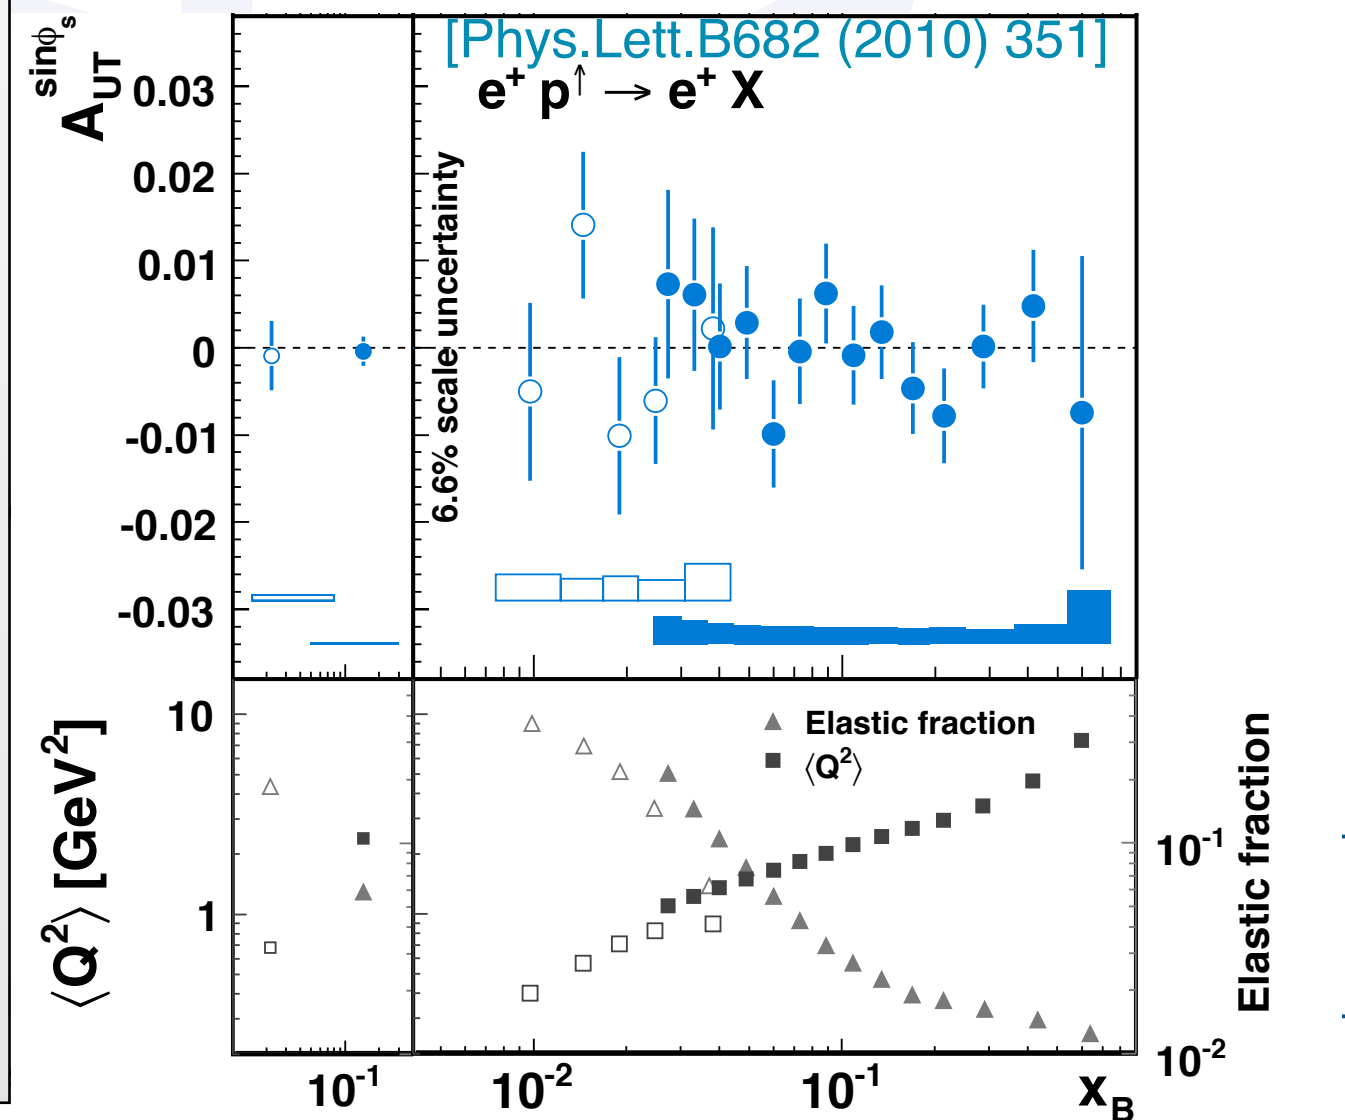 [Phys.Lett.B682 (2010) 351]
e⁺ p↑ → e⁺ X
A_UT^sinϕ_s
0.03
0.02
0.01
0
-0.01
-0.02
-0.03
6.6% scale uncertainty
⟨Q²⟩ [GeV²]
10
1
Elastic fraction
⟨Q²⟩
10⁻¹
10⁻²
Elastic fraction
10⁻¹
10⁻²
10⁻¹
x_B